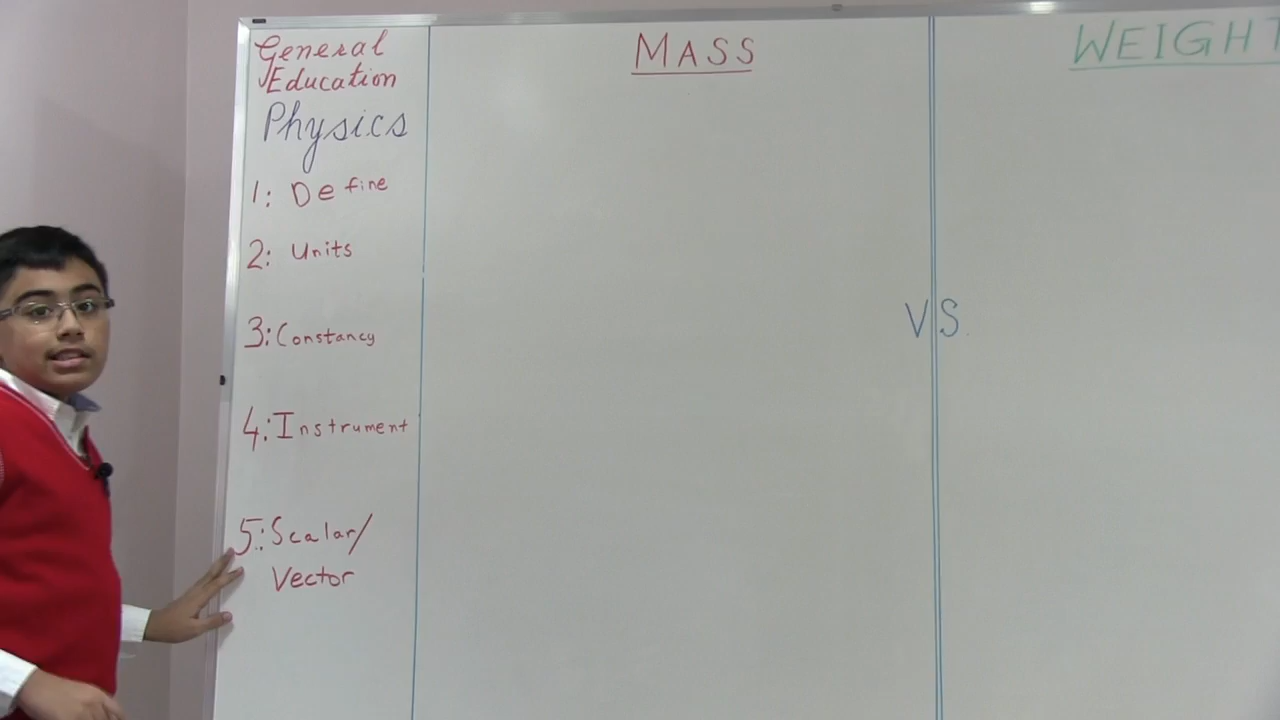 General
Education
Physics
1: Define
2: Units
3: Constancy
4: Instrument
5: Scalar/
Vector
MASS
VS.
WEIGHT